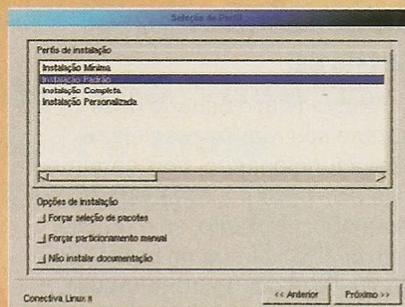 Seleção de Perfil
Perfis de instalação
Instalação Mínima
Instalação Padrão
Instalação Completa
Instalação Personalizada
Opções de instalação
Forçar seleção de pacotes
Forçar particionamento manual
Não instalar documentação
Conectiva Linux 8
<< Anterior
Próximo >>